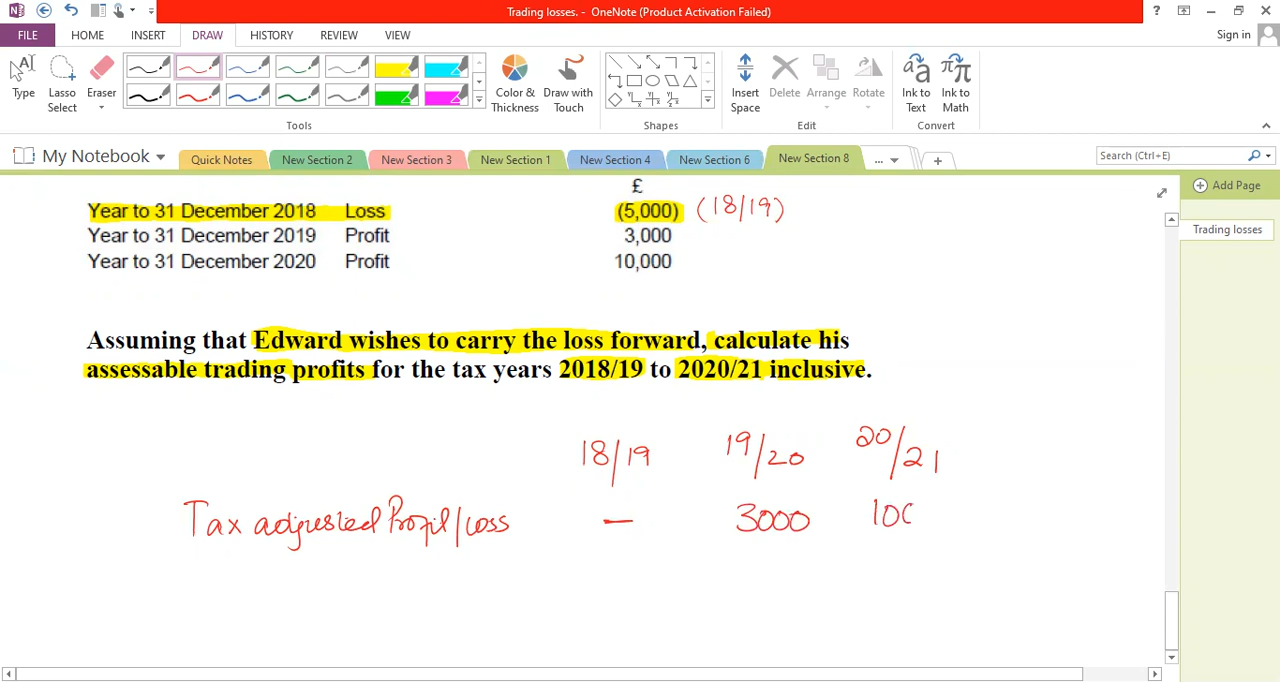 Trading losses. - OneNote (Product Activation Failed)
FILE HOME INSERT DRAW HISTORY REVIEW VIEW Sign in
Type Lasso Select Eraser Color & Thickness Draw with Touch Insert Space Delete Arrange Rotate Ink to Text Ink to Math
Tools Shapes Edit Convert
My Notebook Quick Notes New Section 2 New Section 3 New Section 1 New Section 4 New Section 6 New Section 8 ... Search (Ctrl+E)
Add Page
Trading losses
£
Year to 31 December 2018 Loss (5,000) (18/19)
Year to 31 December 2019 Profit 3,000
Year to 31 December 2020 Profit 10,000
Assuming that Edward wishes to carry the loss forward, calculate his
assessable trading profits for the tax years 2018/19 to 2020/21 inclusive.
18/19 19/20 20/21
Tax adjusted Profit/Loss — 3000 100